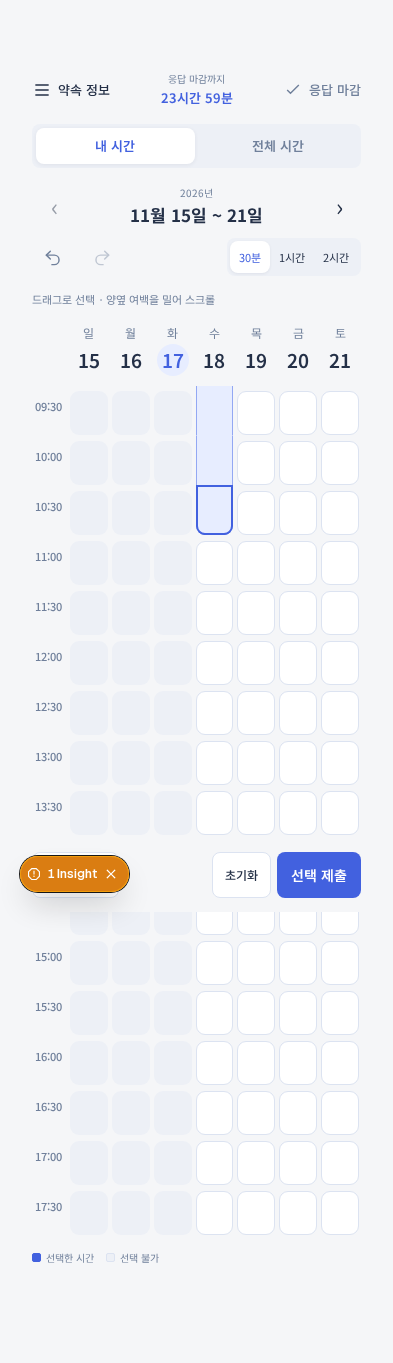 약속 정보
응답 마감까지
23시간 59분
응답 마감
내 시간
전체 시간
2026년
11월 15일 ~ 21일
30분
1시간
2시간
드래그로 선택 · 양옆 여백을 밀어 스크롤
일 월 화 수 목 금 토
15 16 17 18 19 20 21
09:30
10:00
10:30
11:00
11:30
12:00
12:30
13:00
13:30
1 Insight
초기화
선택 제출
15:00
15:30
16:00
16:30
17:00
17:30
선택한 시간
선택 불가